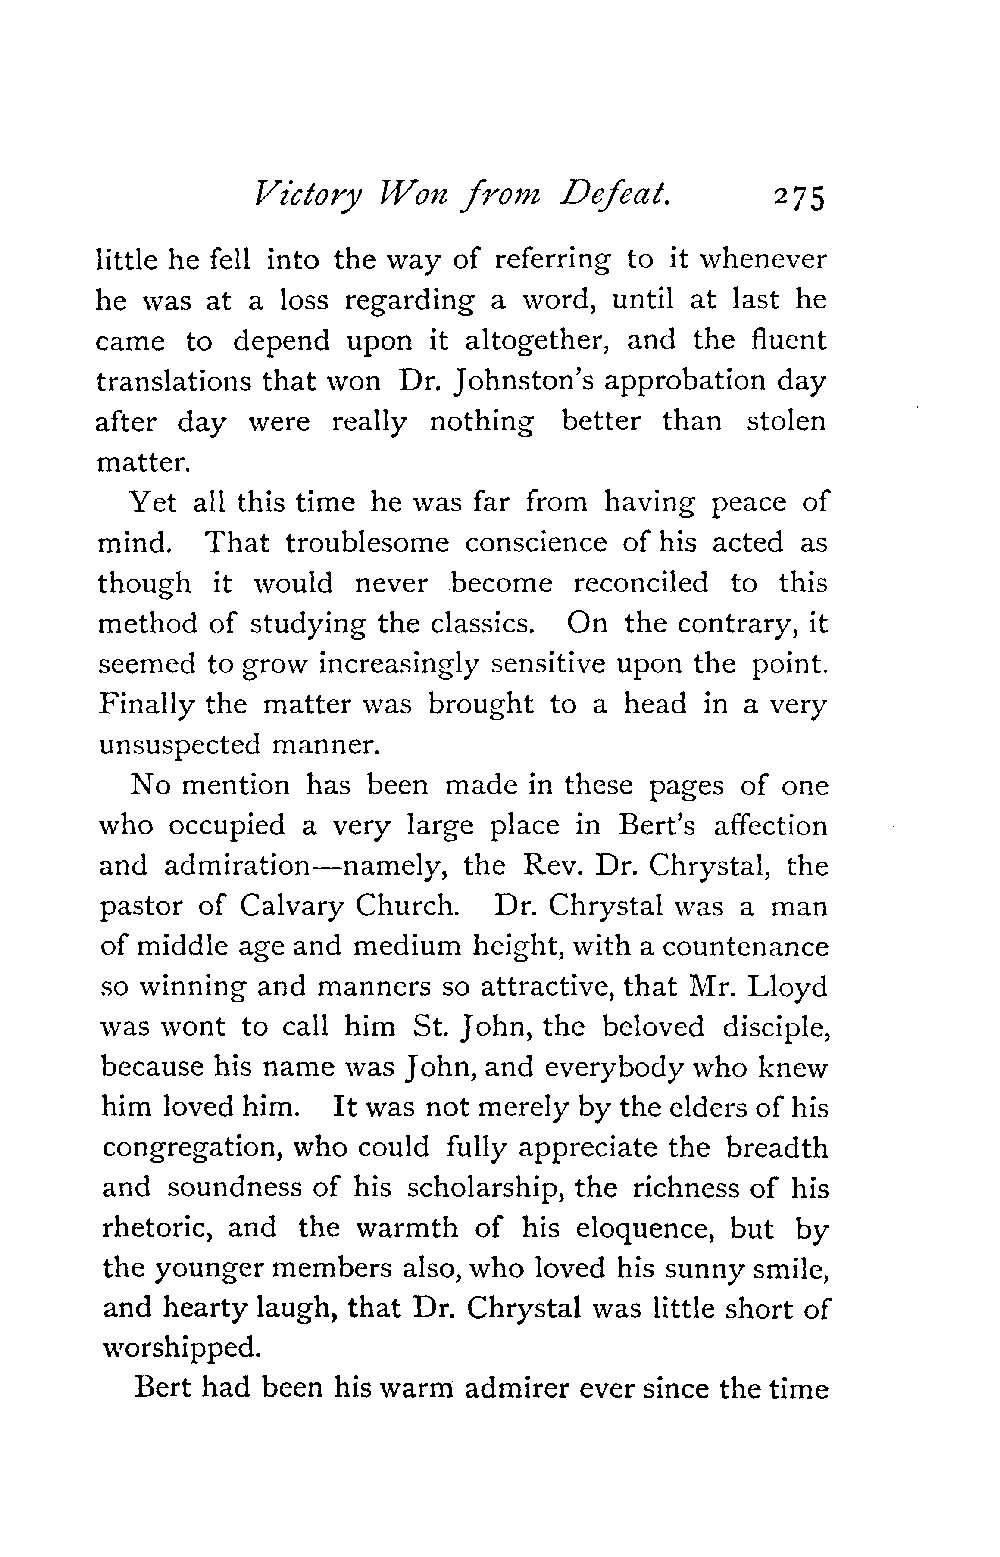 Victory Won from Defeat. 275
little he fell into the way of referring to it whenever
he was at a loss regarding a word, until at last he
came to depend upon it altogether, and the fluent
translations that won Dr. Johnston's approbation day
after day were really nothing better than stolen
matter.
Yet all this time he was far from having peace of
mind. That troublesome conscience of his acted as
though it would never become reconciled to this
method of studying the classics. On the contrary, it
seemed to grow increasingly sensitive upon the point.
Finally the matter was brought to a head in a very
unsuspected manner.
No mention has been made in these pages of one
who occupied a very large place in Bert's affection
and admiration—namely, the Rev. Dr. Chrystal, the
pastor of Calvary Church. Dr. Chrystal was a man
of middle age and medium height, with a countenance
so winning and manners so attractive, that Mr. Lloyd
was wont to call him St. John, the beloved disciple,
because his name was John, and everybody who knew
him loved him. It was not merely by the elders of his
congregation, who could fully appreciate the breadth
and soundness of his scholarship, the richness of his
rhetoric, and the warmth of his eloquence, but by
the younger members also, who loved his sunny smile,
and hearty laugh, that Dr. Chrystal was little short of
worshipped.
Bert had been his warm admirer ever since the time